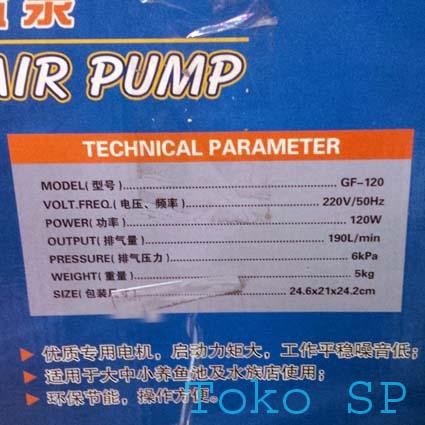 AIR PUMP
TECHNICAL PARAMETER
MODEL(型号)........................GF-120
VOLT.FREQ.(电压、频率)........................220V/50Hz
POWER(功率)........................120W
OUTPUT(排气量)........................190L/min
PRESSURE(排气压力)........................6kPa
WEIGHT(重量)........................5kg
SIZE(包装尺寸)........................24.6x21x24.2cm
优质专用电机，启动力矩大，工作平稳噪音低；
适用于大中小养鱼池及水族店使用；
环保节能，操作方便。
Toko SP